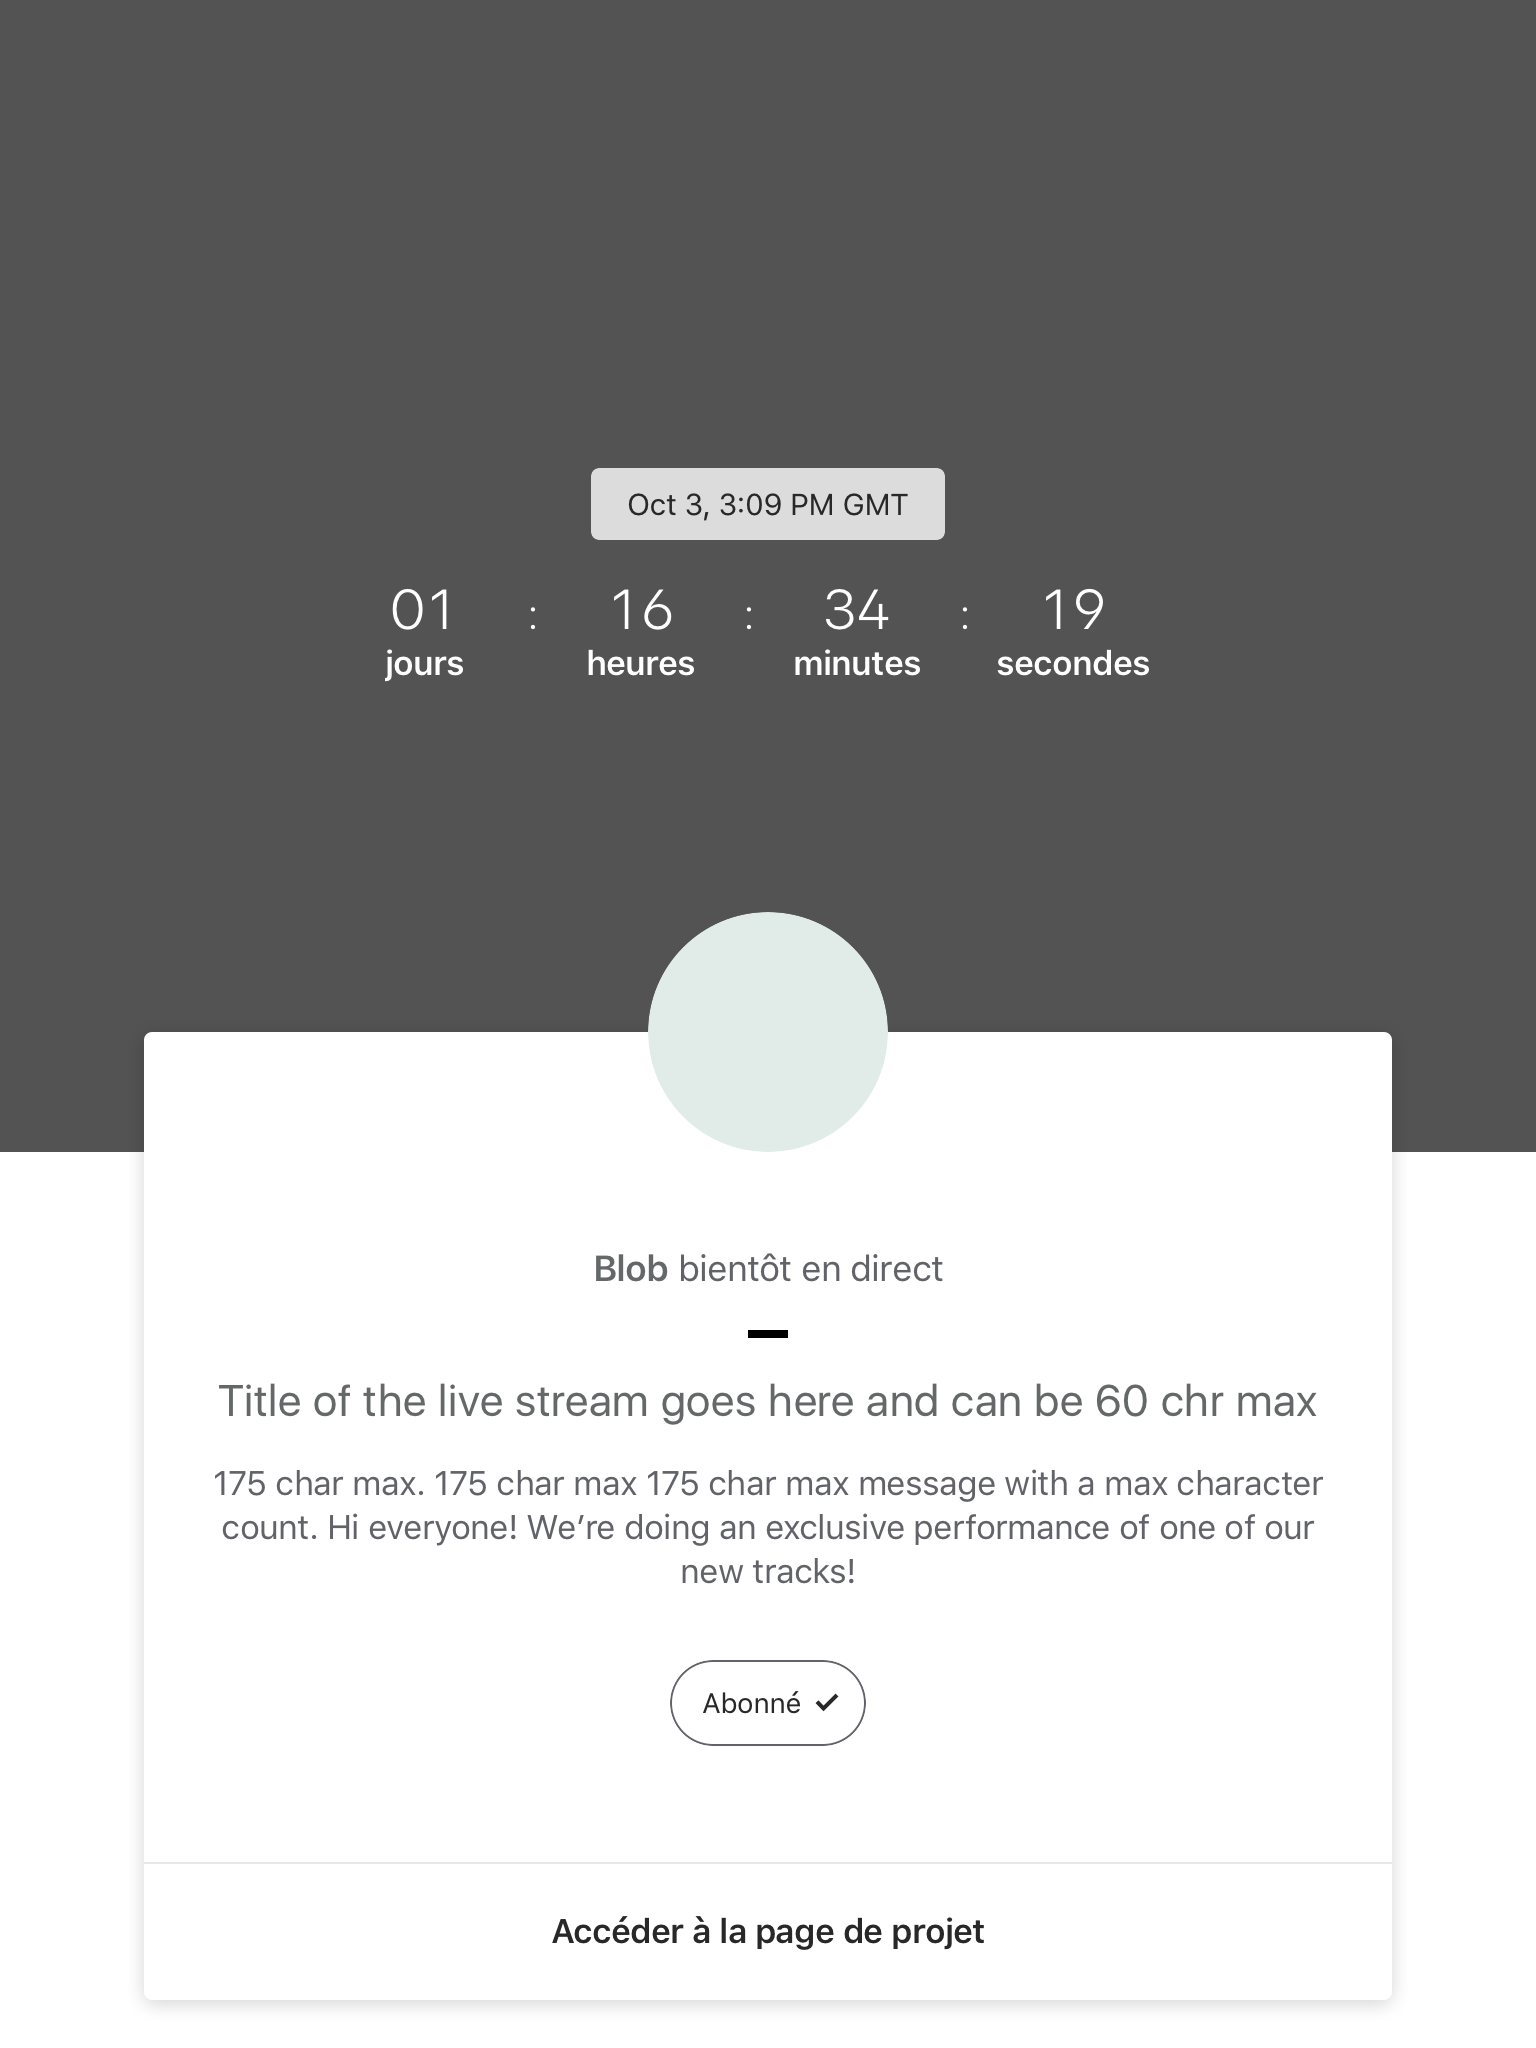 Oct 3, 3:09 PM GMT
01 : 16 : 34 : 19
jours heures minutes secondes
Blob bientôt en direct
Title of the live stream goes here and can be 60 chr max
175 char max. 175 char max 175 char max message with a max character
count. Hi everyone! We’re doing an exclusive performance of one of our
new tracks!
Abonné
Accéder à la page de projet